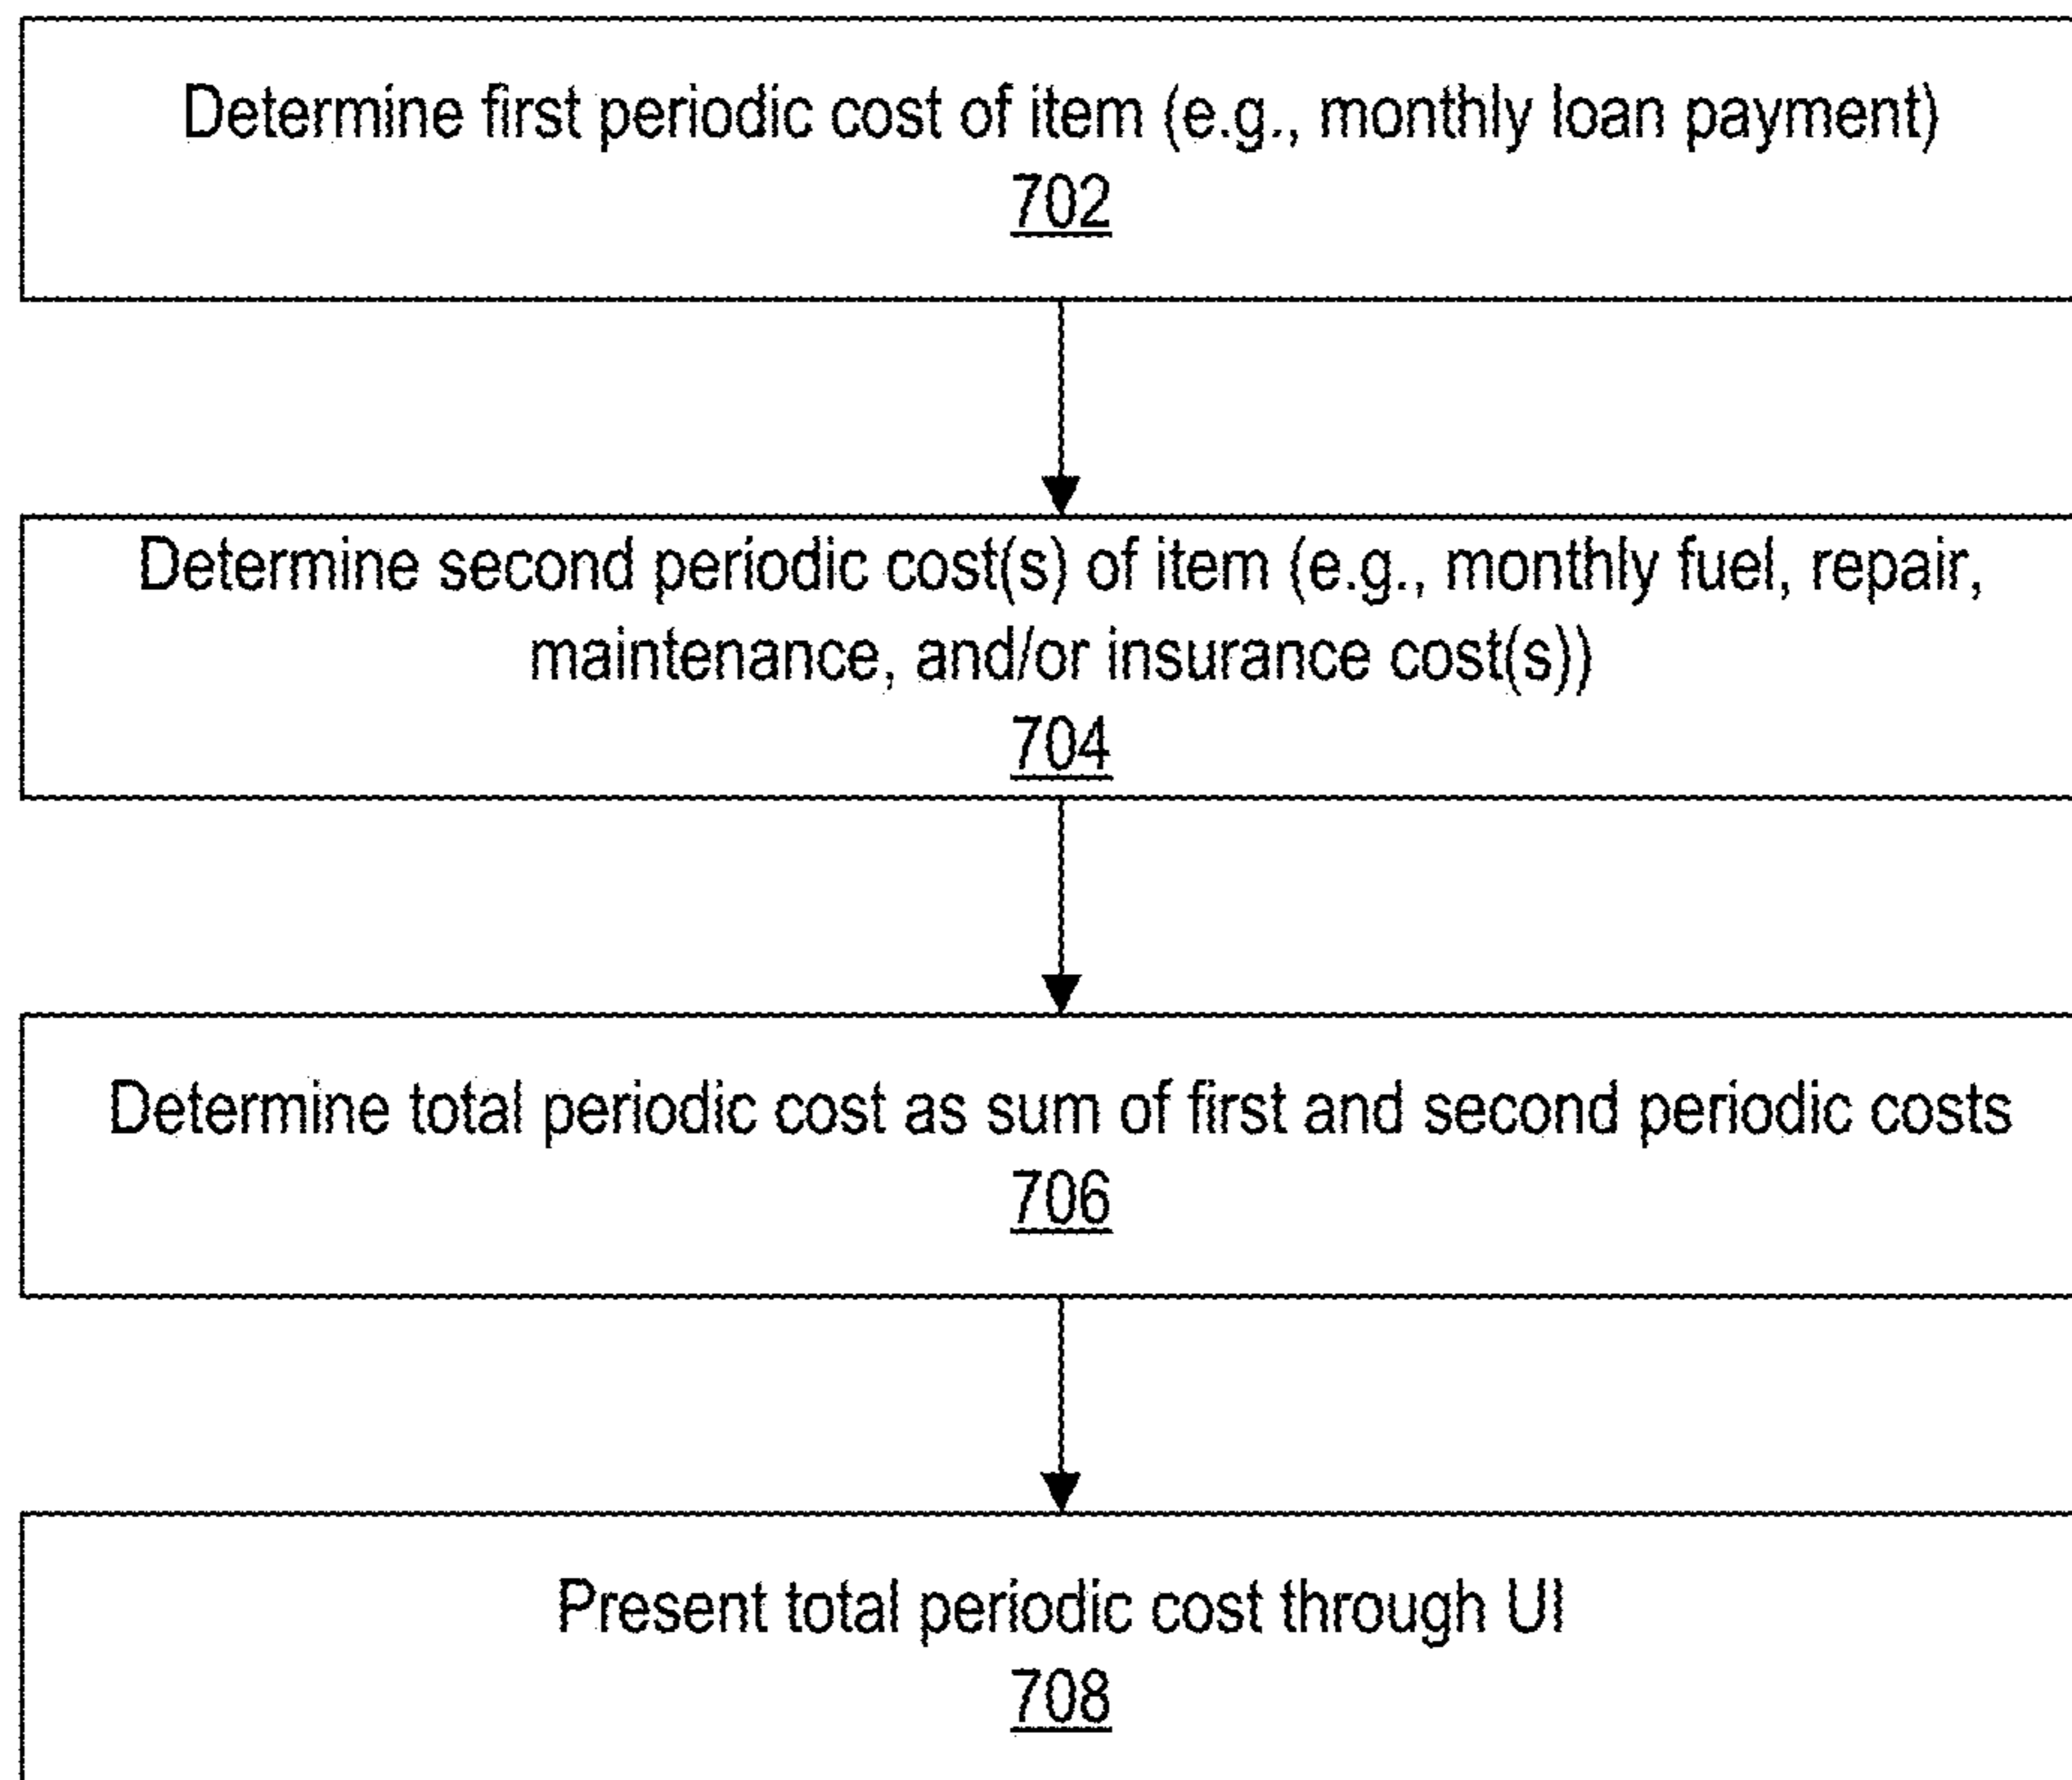 Determine first periodic cost of item (e.g., monthly loan payment)
702
Determine second periodic cost(s) of item (e.g., monthly fuel, repair,
maintenance, and/or insurance cost(s))
704
Determine total periodic cost as sum of first and second periodic costs
706
Present total periodic cost through UI
708